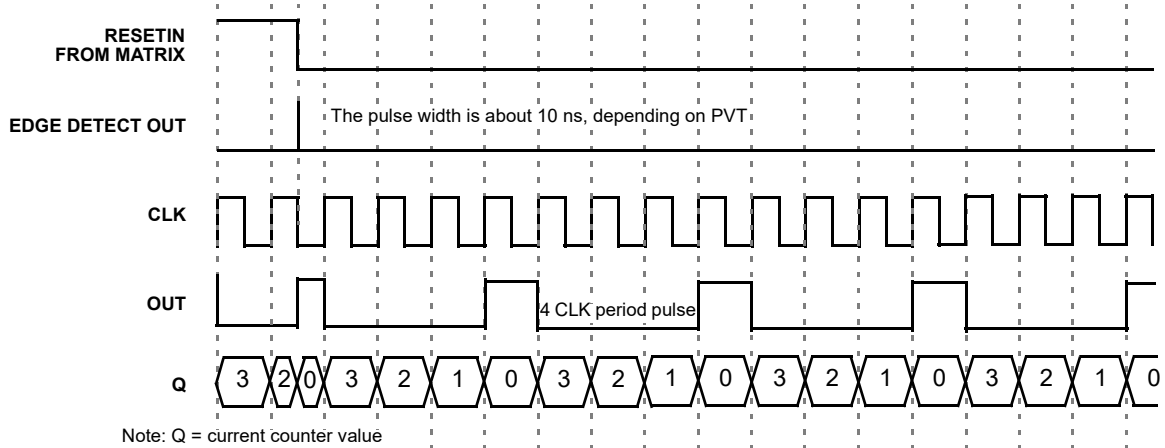 RESETIN
FROM MATRIX
EDGE DETECT OUT
The pulse width is about 10 ns, depending on PVT
CLK
OUT
4 CLK period pulse
Q
3 2 0 3 2 1 0 3 2 1 0 3 2 1 0 3 2 1 0
Note: Q = current counter value